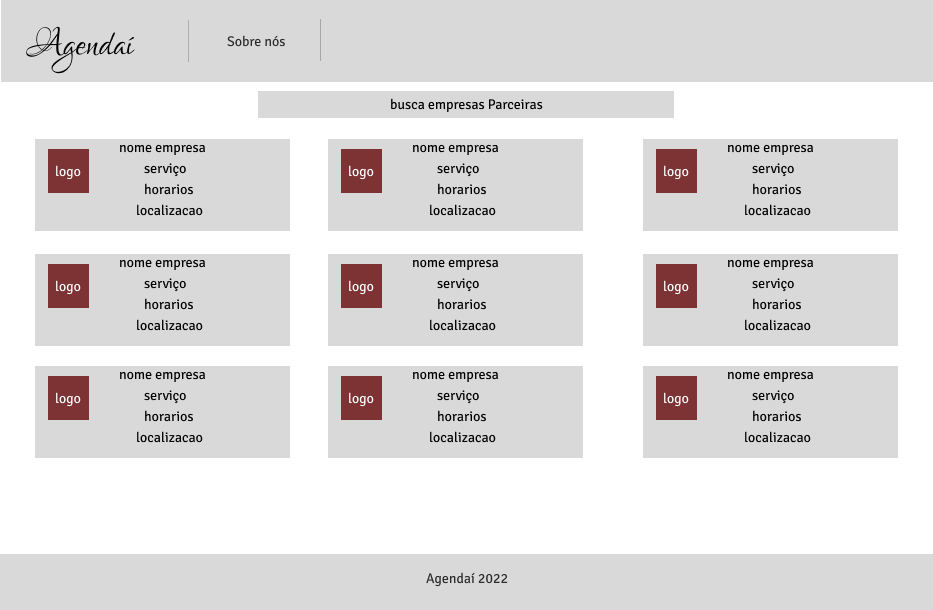 Agendaí
Sobre nós
busca empresas Parceiras
logo
nome empresa
serviço
horarios
localizacao
logo
nome empresa
serviço
horarios
localizacao
logo
nome empresa
serviço
horarios
localizacao
logo
nome empresa
serviço
horarios
localizacao
logo
nome empresa
serviço
horarios
localizacao
logo
nome empresa
serviço
horarios
localizacao
logo
nome empresa
serviço
horarios
localizacao
logo
nome empresa
serviço
horarios
localizacao
logo
nome empresa
serviço
horarios
localizacao
Agendaí 2022